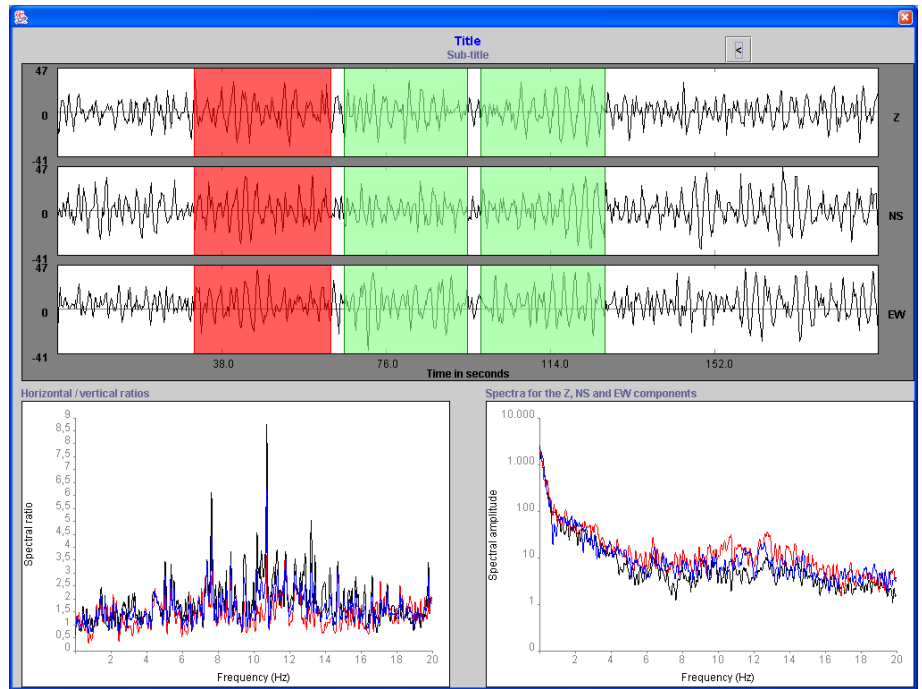 Title
Sub-title
<
47
0
-41
Z
47
0
-41
NS
47
0
-41
EW
38.0 76.0 114.0 152.0
Time in seconds
Horizontal / vertical ratios
9
8,5
8
7,5
7
6,5
6
5,5
5
4,5
4
3,5
3
2,5
2
1,5
1
0,5
0
Spectral ratio
2 4 6 8 10 12 14 16 18 20
Frequency (Hz)
Spectra for the Z, NS and EW components
10.000
1.000
100
10
1
0
Spectral amplitude
2 4 6 8 10 12 14 16 18 20
Frequency (Hz)